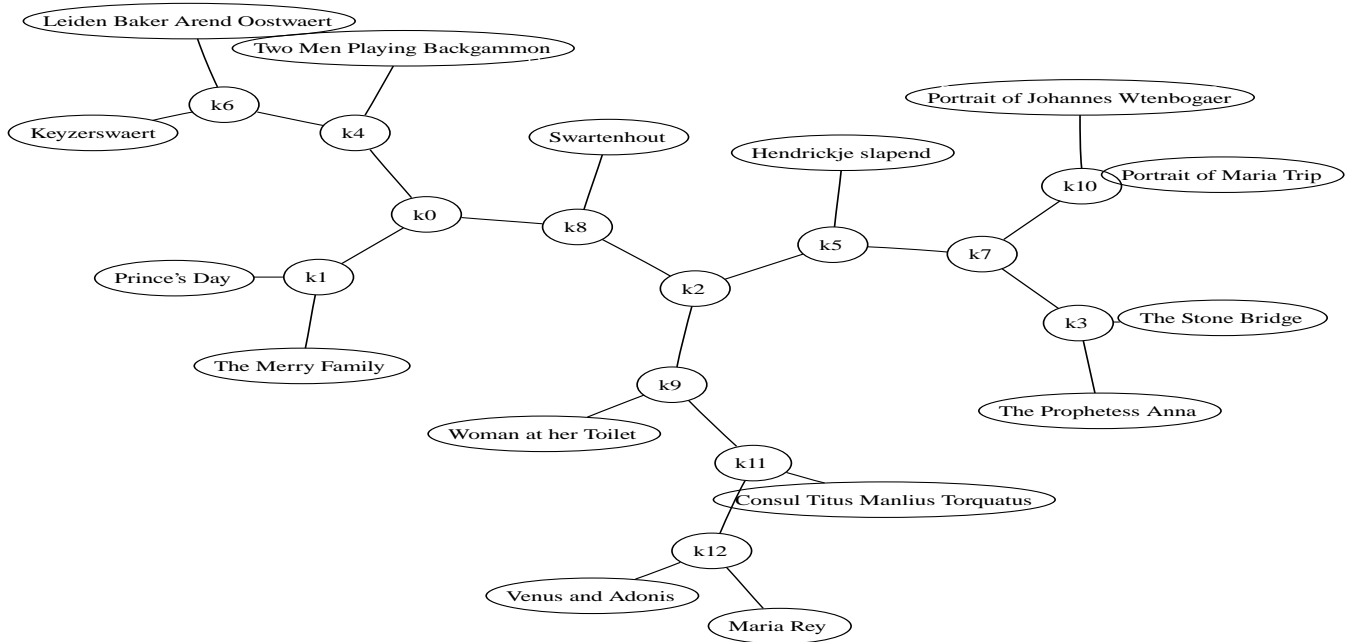 Leiden Baker Arend Oostwaert
Two Men Playing Backgammon
k6
Keyzerswaert
k4
Swartenhout
Hendrickje slapend
Portrait of Johannes Wtenbogaer
k10
Portrait of Maria Trip
k0
k8
k5
k7
Prince's Day
k1
k2
k3
The Stone Bridge
The Merry Family
k9
The Prophetess Anna
Woman at her Toilet
k11
Consul Titus Manlius Torquatus
k12
Venus and Adonis
Maria Rey